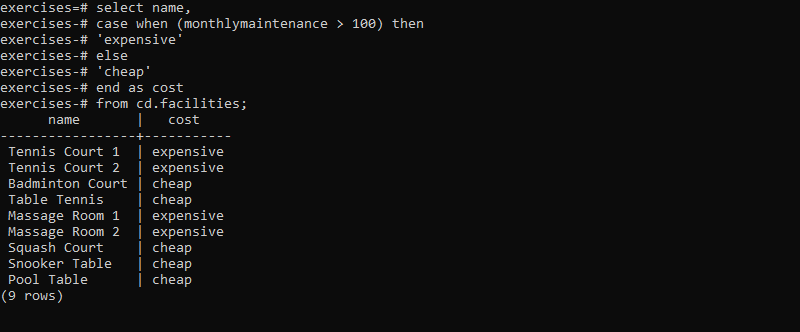 exercises=# select name,
exercises-# case when (monthlymaintenance > 100) then
exercises-# 'expensive'
exercises-# else
exercises-# 'cheap'
exercises-# end as cost
exercises-# from cd.facilities;
      name       |   cost
-----------------+-----------
 Tennis Court 1  | expensive
 Tennis Court 2  | expensive
 Badminton Court | cheap
 Table Tennis    | cheap
 Massage Room 1  | expensive
 Massage Room 2  | expensive
 Squash Court    | cheap
 Snooker Table   | cheap
 Pool Table      | cheap
(9 rows)